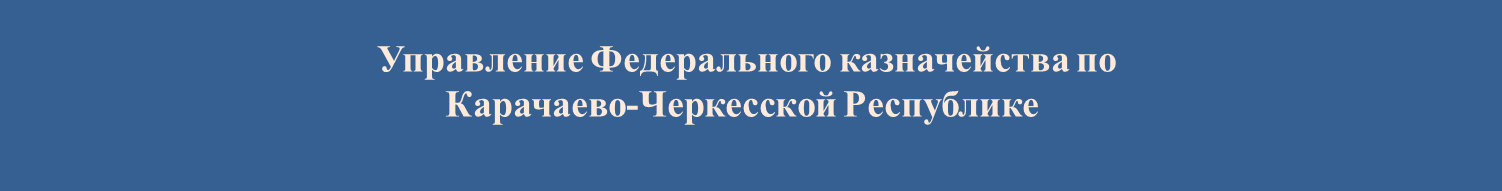 Управление Федерального казначейства по
Карачаево-Черкесской Республике